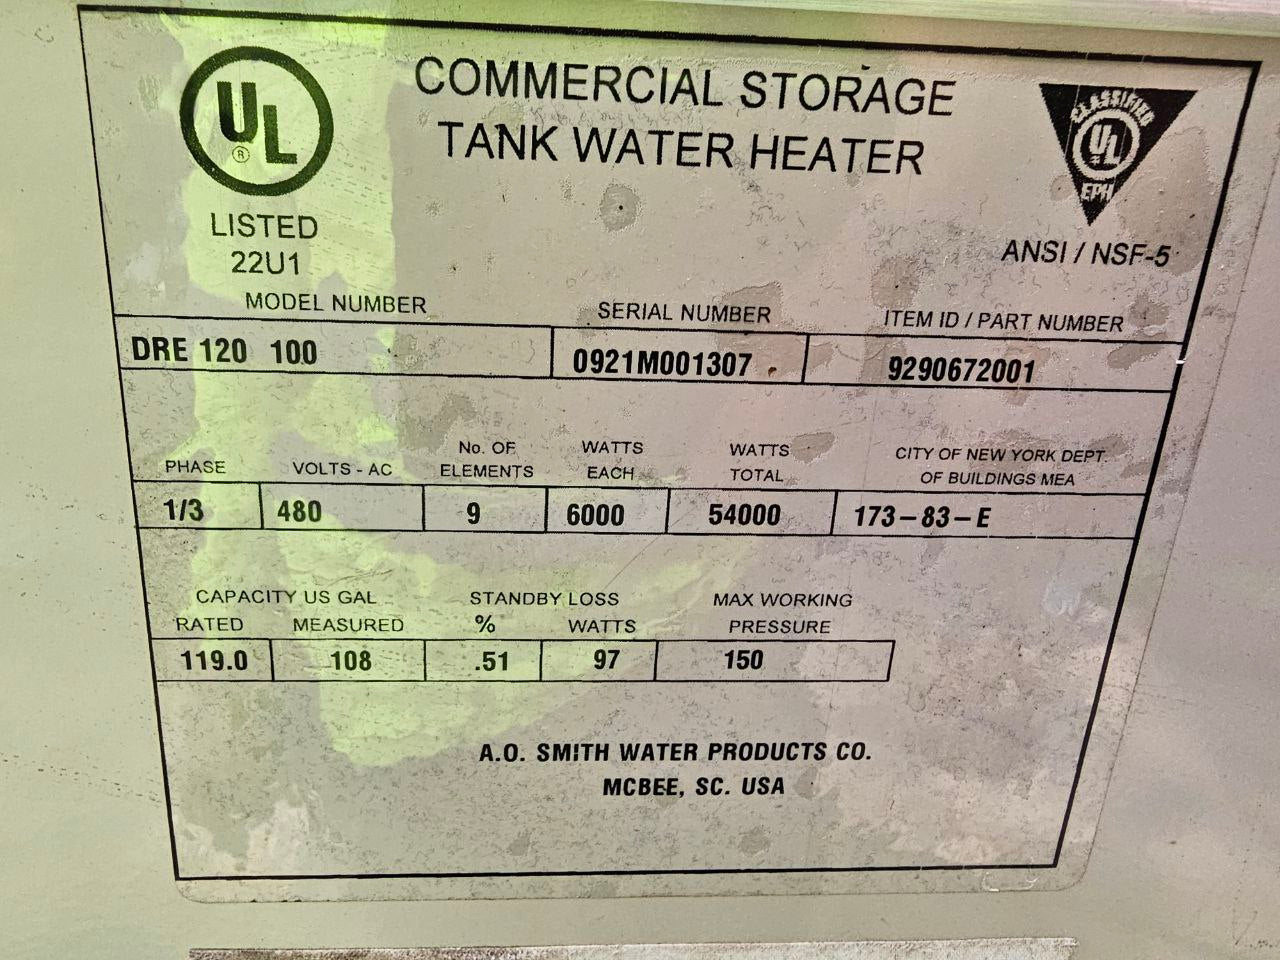 UL
®
LISTED
22U1
COMMERCIAL STORAGE
TANK WATER HEATER
CLASSIFIED
UL
EPH
ANSI / NSF-5
MODEL NUMBER SERIAL NUMBER ITEM ID / PART NUMBER
DRE 120 100 0921M001307 9290672001
PHASE VOLTS - AC No. OF ELEMENTS WATTS EACH WATTS TOTAL CITY OF NEW YORK DEPT. OF BUILDINGS MEA
1/3 480 9 6000 54000 173-83-E
CAPACITY US GAL STANDBY LOSS MAX WORKING
RATED MEASURED % WATTS PRESSURE
119.0 108 .51 97 150
A.O. SMITH WATER PRODUCTS CO.
MCBEE, SC. USA